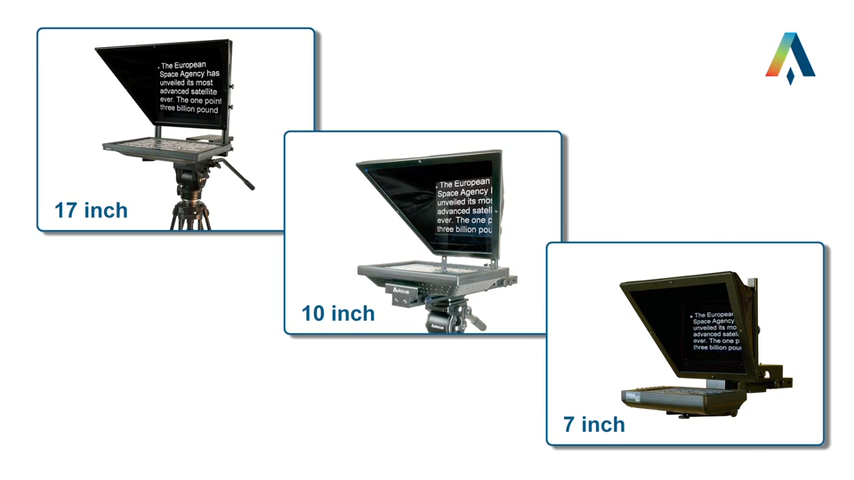 The European
Space Agency has
unveiled its most
advanced satellite
ever. The one point
three billion pound
17 inch
The European
Space Agency
unveiled its mos
advanced satell
ever. The one p
three billion pou
10 inch
The European
Space Agency
unveiled its mo
advanced satel
ever. The one p
three billion pound
7 inch